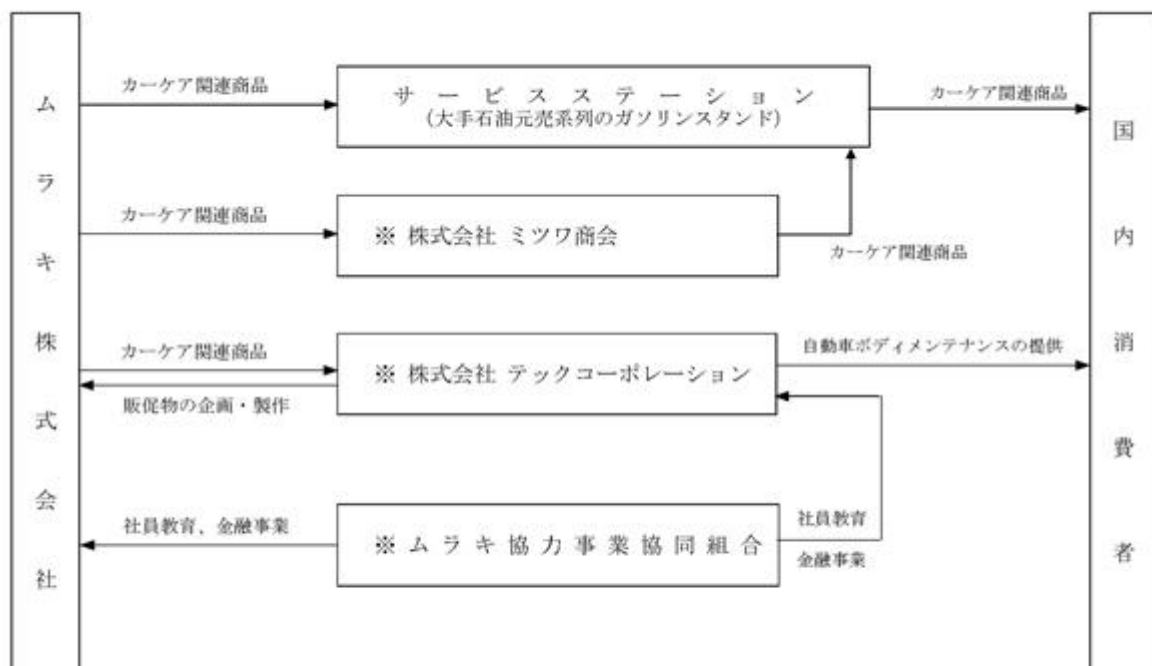 ムラキ株式会社
カーケア関連商品
サービスステーション
(大手石油元売系列のガソリンスタンド)
カーケア関連商品
カーケア関連商品
※ 株式会社 ミツワ商会
カーケア関連商品
カーケア関連商品
販促物の企画・製作
※ 株式会社 テックコーポレーション
自動車ボディメンテナンスの提供
社員教育、金融事業
※ムラキ協力事業協同組合
社員教育
金融事業
国内消費者